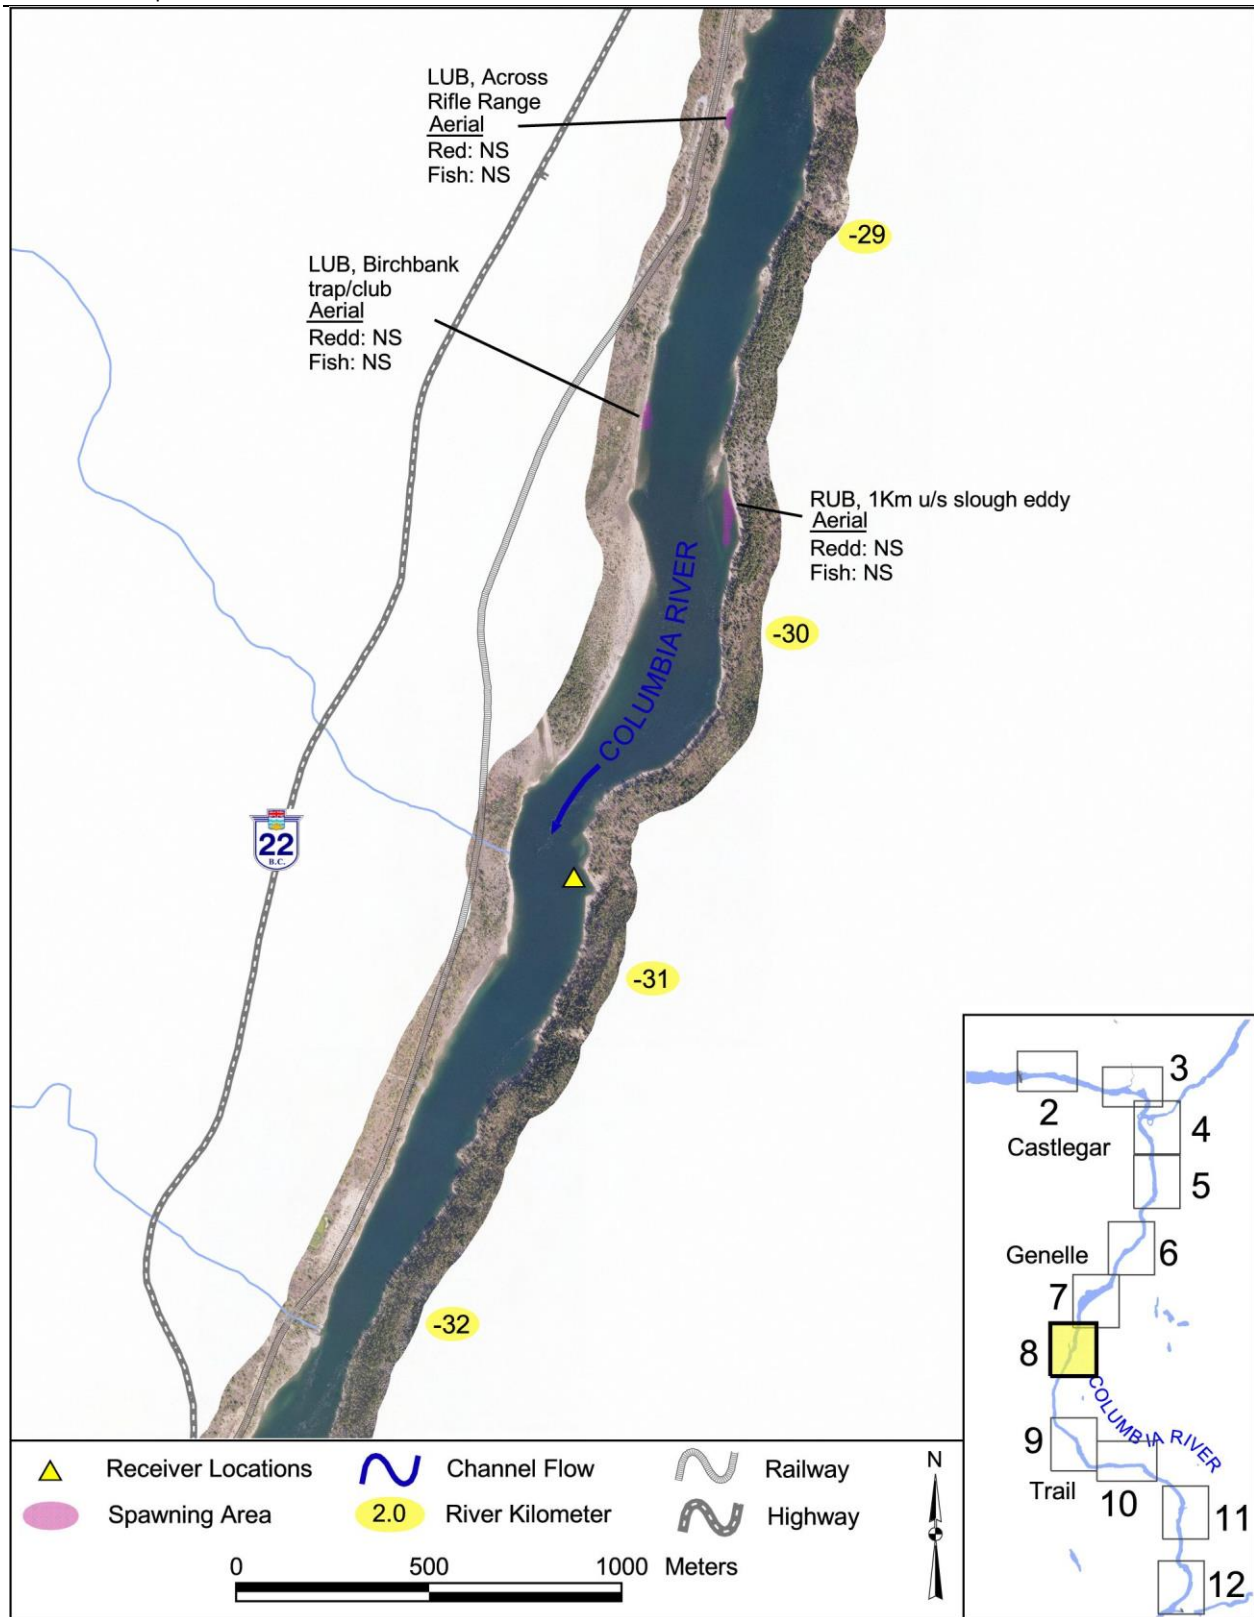 LUB, Across
Rifle Range
Aerial
Red: NS
Fish: NS
-29
LUB, Birchbank
trap/club
Aerial
Redd: NS
Fish: NS
RUB, 1Km u/s slough eddy
Aerial
Redd: NS
Fish: NS
COLUMBIA RIVER
-30
22
B.C.
-31
-32
3
2
4
Castlegar
5
6
Genelle
7
8
COLUMBIA RIVER
9
Trail
10
11
12
Receiver Locations
Channel Flow
Railway
N
Spawning Area
2.0
River Kilometer
Highway
0
500
1000
Meters